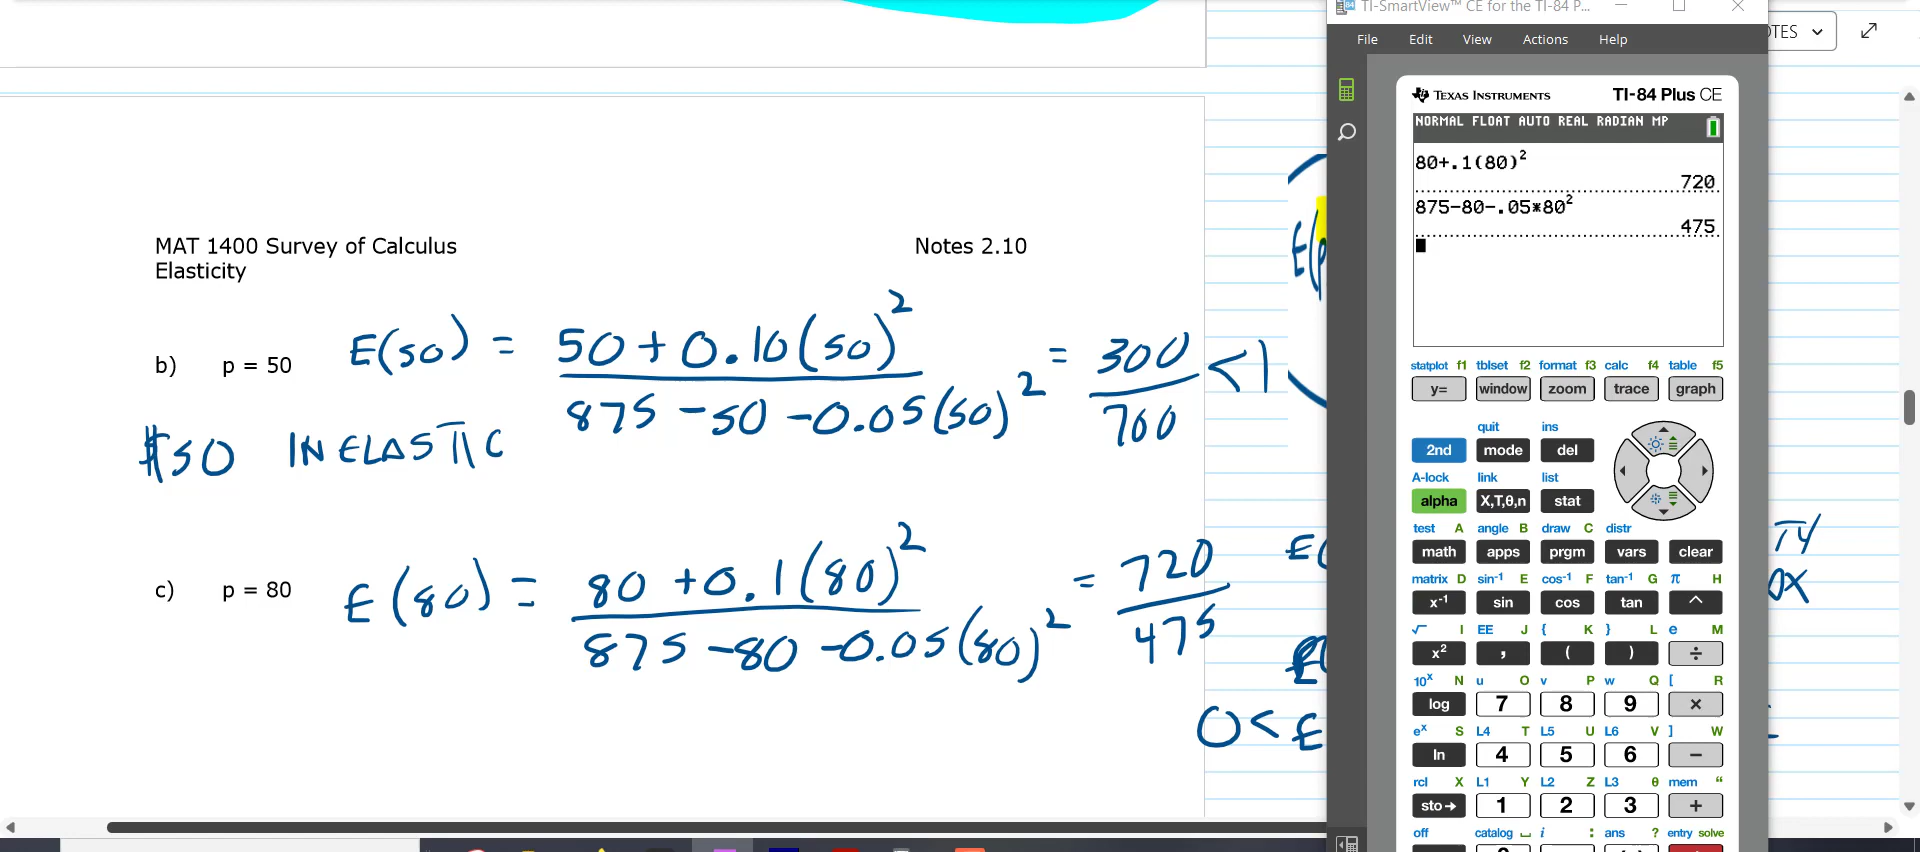 TI-SmartView™ CE for the TI-84 P...
File Edit View Actions Help
OTES
TEXAS INSTRUMENTS TI-84 Plus CE
NORMAL FLOAT AUTO REAL RADIAN MP
80+.1(80)²
720
875-80-.05*80²
475
MAT 1400 Survey of Calculus Notes 2.10
Elasticity
b) p = 50 E(50) = 50 + 0.10(50)² / 875 - 50 - 0.05(50)² = 300 / 700 < 1
$50 INELASTIC
c) p = 80 E(80) = 80 + 0.1(80)² / 875 - 80 - 0.05(80)² = 720 / 475
E(p
E(
0 < E
statplot f1 tblset f2 format f3 calc f4 table f5
y= window zoom trace graph
quit ins
2nd mode del
A-lock link list
alpha X,T,θ,n stat
test A angle B draw C distr
math apps prgm vars clear
matrix D sin⁻¹ E cos⁻¹ F tan⁻¹ G π H
x⁻¹ sin cos tan ^
√ I EE J { K } L e M
x² , ( ) ÷
10ˣ N u O v P w Q [ R
log 7 8 9 ×
eˣ S L4 T L5 U L6 V ] W
ln 4 5 6 −
rcl X L1 Y L2 Z L3 θ mem "
sto→ 1 2 3 +
off catalog ␣ i : ans ? entry solve